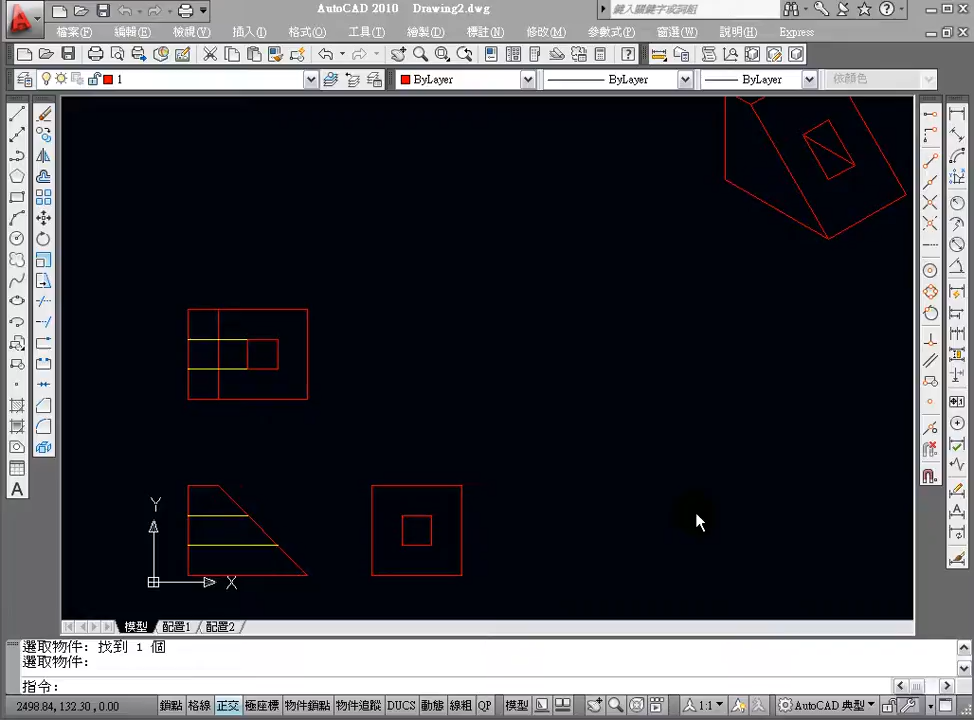 AutoCAD 2010 Drawing2.dwg
鍵入關鍵字或詞組
檔案(F) 編輯(E) 檢視(V) 插入(I) 格式(O) 工具(T) 繪製(D) 標註(N) 修改(M) 參數式(P) 窗選(W) 說明(H) Express
1 ByLayer ByLayer ByLayer 依顏色
Y
X
模型 配置1 配置2
選取物件: 找到 1 個
選取物件:
指令:
2498.84, 132.30, 0.00 鎖點 格線 正交 極座標 物件鎖點 物件追蹤 DUCS 動態 線粗 QP 模型 1:1 AutoCAD 典型